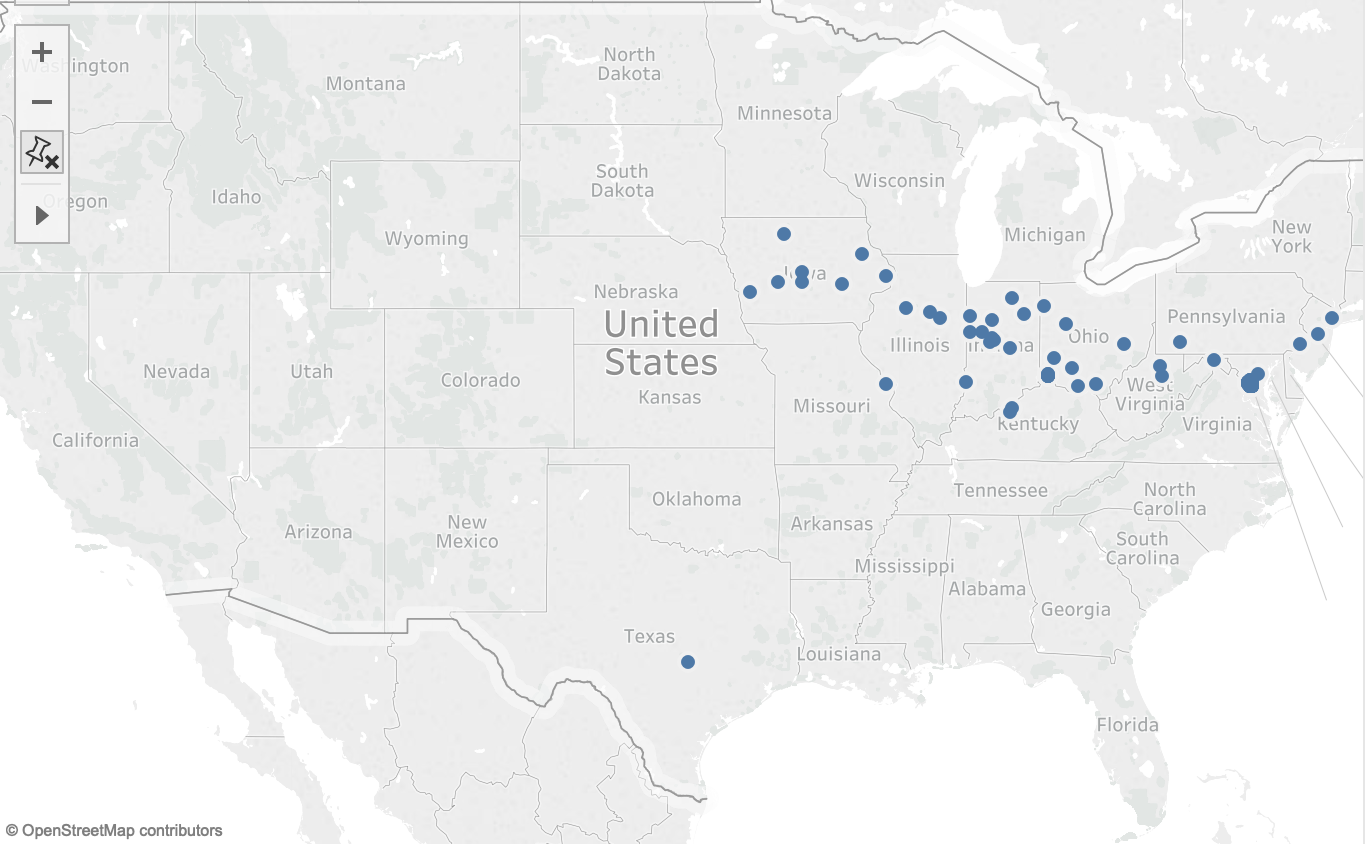 Washington
Montana
North
Dakota
Minnesota
Oregon
Idaho
South
Dakota
Wisconsin
Wyoming
Michigan
New
York
Iowa
Nebraska
United
States
Nevada
Utah
Colorado
Kansas
Illinois
Indiana
Ohio
Pennsylvania
California
Missouri
West
Virginia
Kentucky
Virginia
Arizona
New
Mexico
Oklahoma
Arkansas
Tennessee
North
Carolina
South
Carolina
Mississippi
Alabama
Georgia
Texas
Louisiana
Florida
© OpenStreetMap contributors